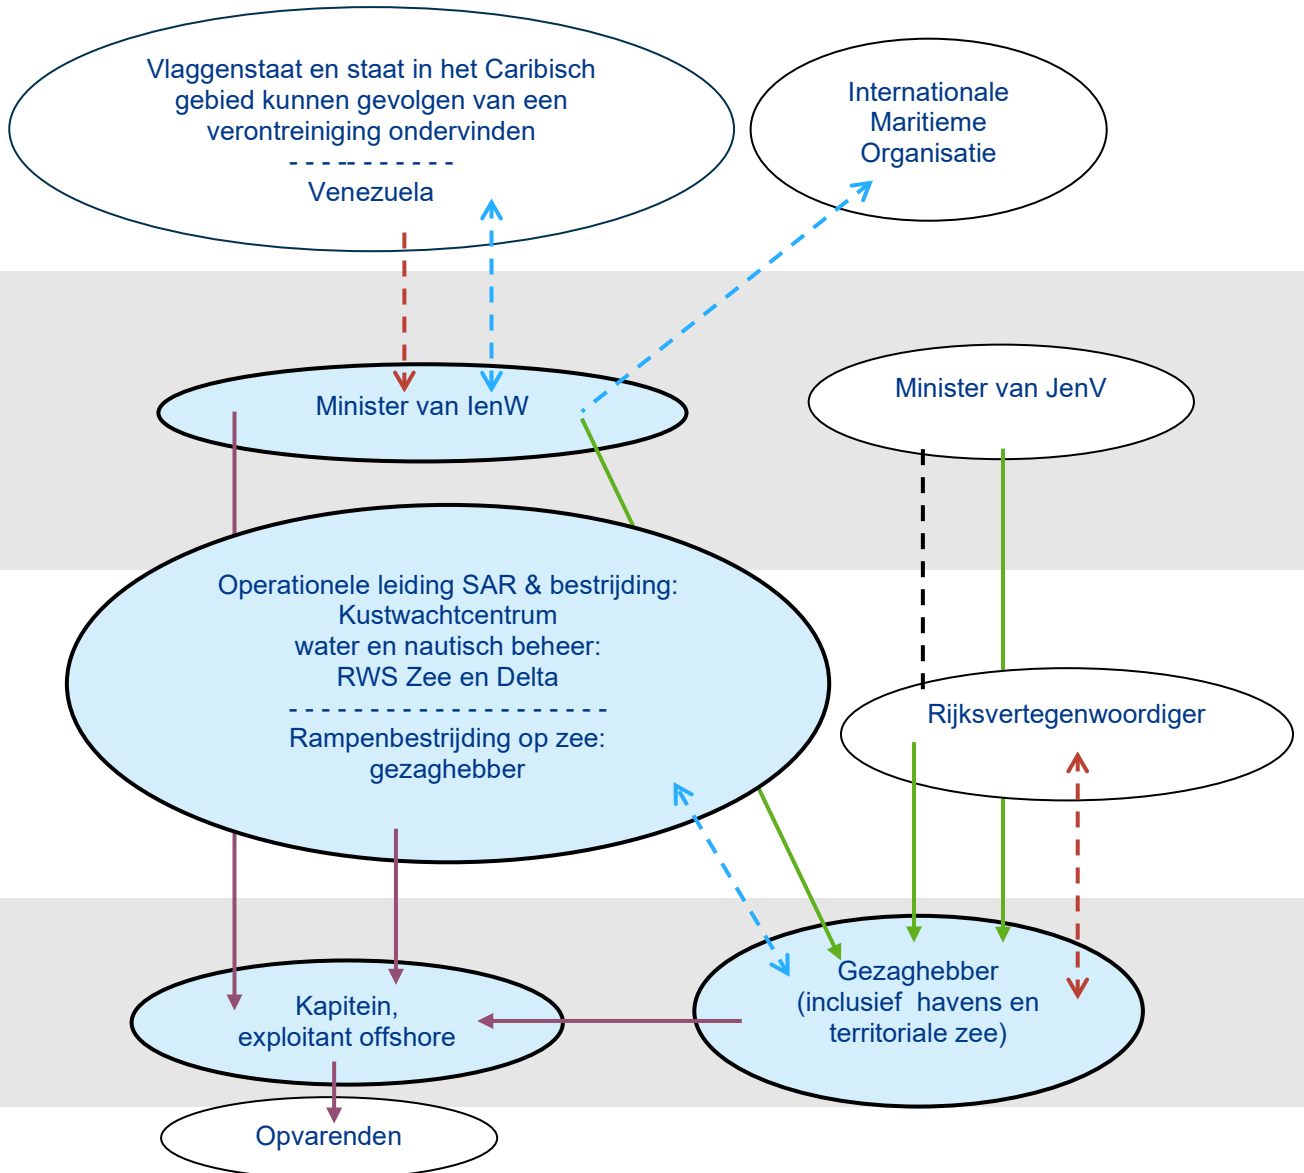 Vlaggenstaat en staat in het Caribisch
gebied kunnen gevolgen van een
verontreiniging ondervinden
- - - -- - - - - - -
Venezuela
Internationale
Maritieme
Organisatie
Minister van IenW
Minister van JenV
Operationele leiding SAR & bestrijding:
Kustwachtcentrum
water en nautisch beheer:
RWS Zee en Delta
- - - - - - - - - - - - - - - - - - - -
Rampenbestrijding op zee:
gezaghebber
Rijksvertegenwoordiger
Gezaghebber
(inclusief havens en
territoriale zee)
Kapitein,
exploitant offshore
Opvarenden